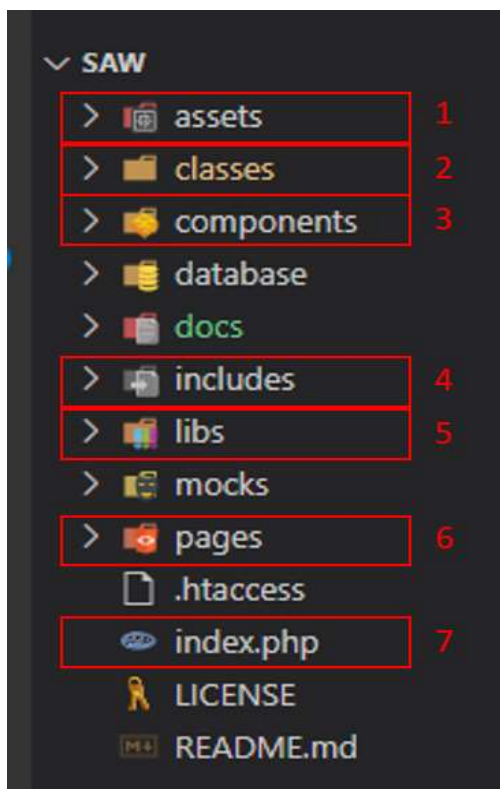 SAW
assets 1
classes 2
components 3
database
docs
includes 4
libs 5
mocks
pages 6
.htaccess
index.php 7
LICENSE
README.md